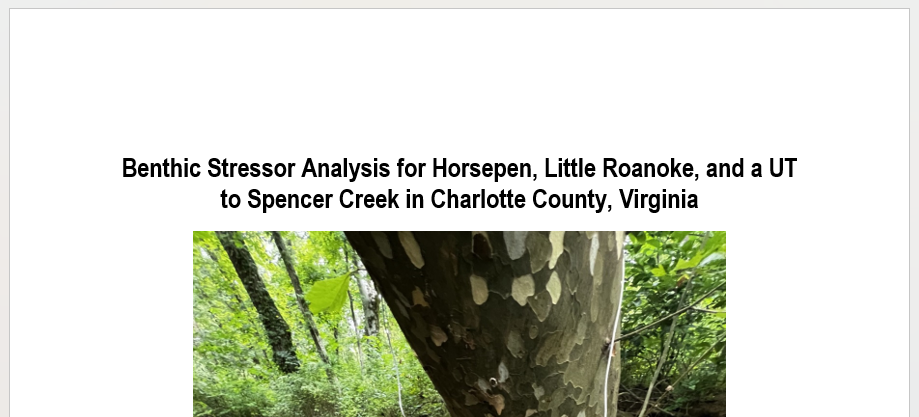 Benthic Stressor Analysis for Horsepen, Little Roanoke, and a UT
to Spencer Creek in Charlotte County, Virginia